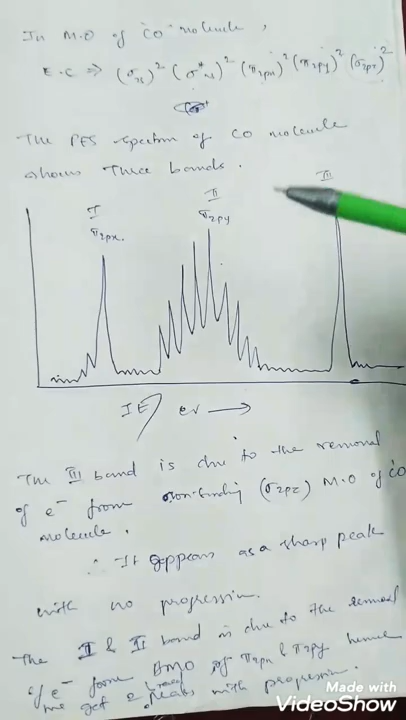 In M.O of CO molecule,
E.C ⇒ (σ2s)² (σ*2s)² (π2px)² (π2py)² (σ2pz)²
The PES spectrum of CO molecule
shows Three bands.
I II III
π2px. π2py
IE/ ev →
The III band is due to the removal
of e⁻ from non-bonding (σ2pz) M.O of CO
molecule.
∴ It appears as a sharp peak
with no progression.
The I & II band is due to the removal
of e⁻ from BMO of π2px & π2py hence
we get 2 peaks with progression.
Made with
VideoShow